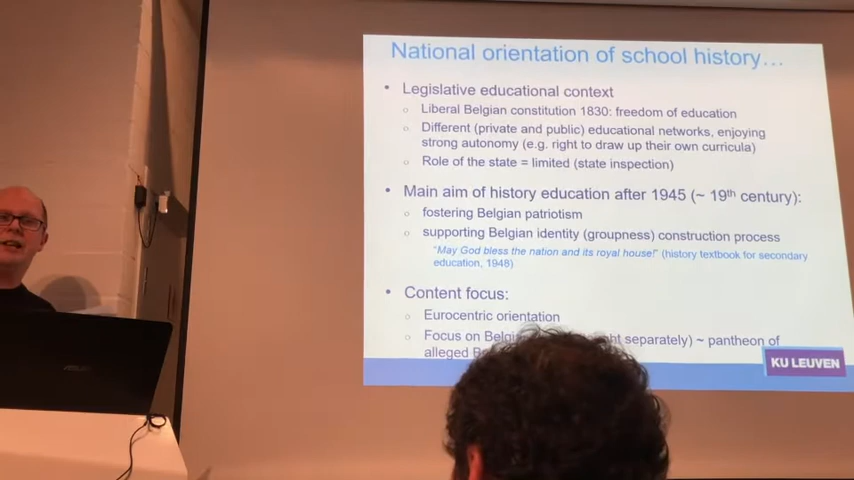 National orientation of school history…
• Legislative educational context
○ Liberal Belgian constitution 1830: freedom of education
○ Different (private and public) educational networks, enjoying
strong autonomy (e.g. right to draw up their own curricula)
○ Role of the state = limited (state inspection)
• Main aim of history education after 1945 (~ 19th century):
○ fostering Belgian patriotism
○ supporting Belgian identity (groupness) construction process
"May God bless the nation and its royal house!" (history textbook for secondary
education, 1948)
• Content focus:
○ Eurocentric orientation
○ Focus on separately) ~ pantheon of
alleged
KU LEUVEN
ASUS